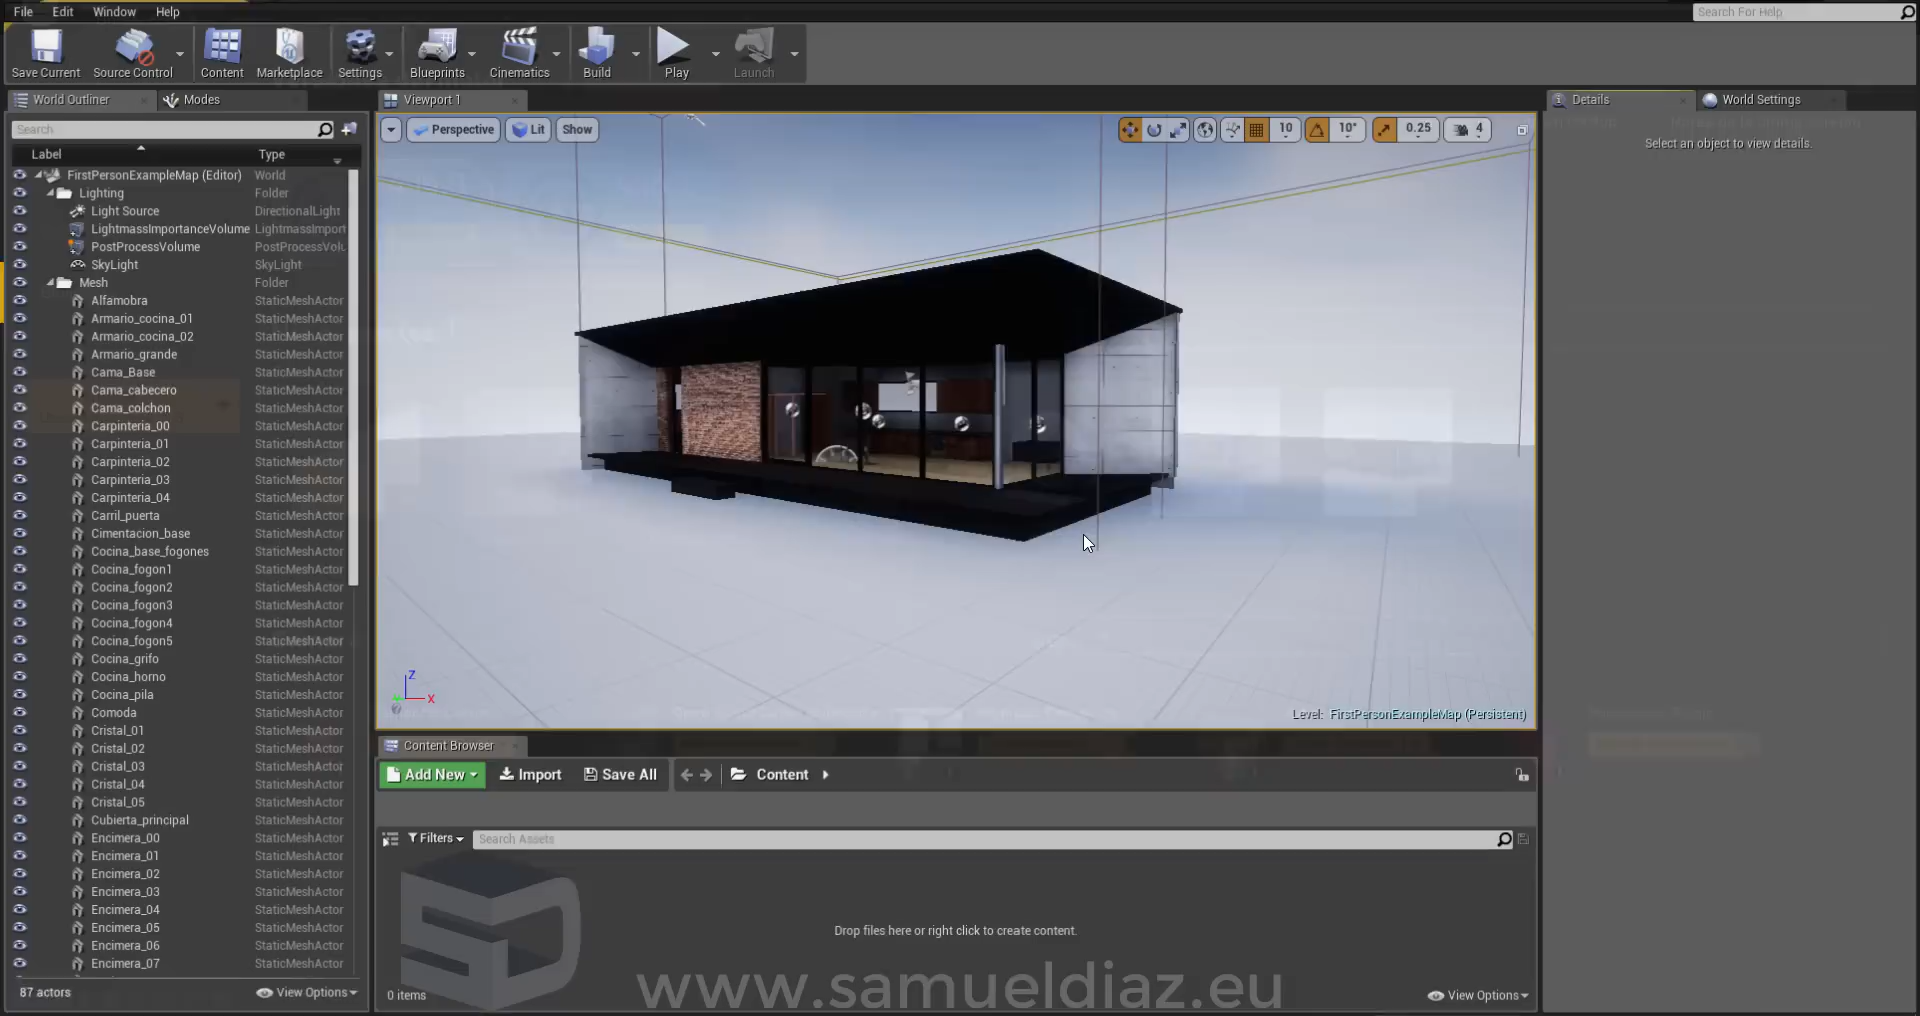 File Edit Window Help
Search For Help
Save Current Source Control Content Marketplace Settings Blueprints Cinematics Build Play Launch
World Outliner Modes
Viewport 1
Details World Settings
Search
Perspective Lit Show
10 10° 0.25 4
Select an object to view details.
Label Type
FirstPersonExampleMap (Editor) World
Lighting Folder
Light Source DirectionalLight
LightmassImportanceVolume LightmassImport
PostProcessVolume PostProcessVolu
SkyLight SkyLight
Mesh Folder
Alfamobra StaticMeshActor
Armario_cocina_01 StaticMeshActor
Armario_cocina_02 StaticMeshActor
Armario_grande StaticMeshActor
Cama_Base StaticMeshActor
Cama_cabecero StaticMeshActor
Cama_colchon StaticMeshActor
Carpinteria_00 StaticMeshActor
Carpinteria_01 StaticMeshActor
Carpinteria_02 StaticMeshActor
Carpinteria_03 StaticMeshActor
Carpinteria_04 StaticMeshActor
Carril_puerta StaticMeshActor
Cimentacion_base StaticMeshActor
Cocina_base_fogones StaticMeshActor
Cocina_fogon1 StaticMeshActor
Cocina_fogon2 StaticMeshActor
Cocina_fogon3 StaticMeshActor
Cocina_fogon4 StaticMeshActor
Cocina_fogon5 StaticMeshActor
Cocina_grifo StaticMeshActor
Cocina_horno StaticMeshActor
Cocina_pila StaticMeshActor
Comoda StaticMeshActor
Cristal_01 StaticMeshActor
Cristal_02 StaticMeshActor
Cristal_03 StaticMeshActor
Cristal_04 StaticMeshActor
Cristal_05 StaticMeshActor
Cubierta_principal StaticMeshActor
Encimera_00 StaticMeshActor
Encimera_01 StaticMeshActor
Encimera_02 StaticMeshActor
Encimera_03 StaticMeshActor
Encimera_04 StaticMeshActor
Encimera_05 StaticMeshActor
Encimera_06 StaticMeshActor
Encimera_07 StaticMeshActor
87 actors View Options
Z
X
Level: FirstPersonExampleMap (Persistent)
Content Browser
Add New Import Save All Content
Filters Search Assets
Drop files here or right click to create content.
SD
www.samueldiaz.eu
0 items View Options